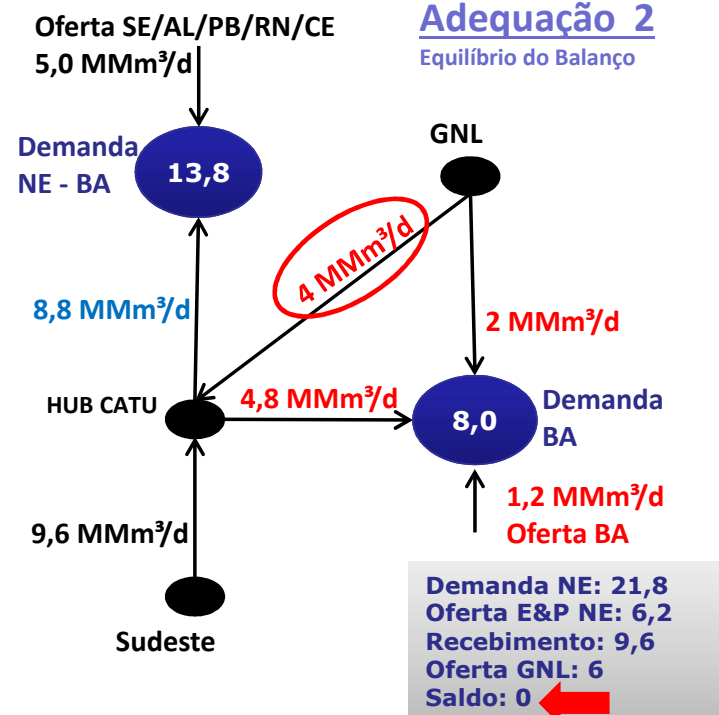 Oferta SE/AL/PB/RN/CE
5,0 MMm³/d
Adequação 2
Equilíbrio do Balanço
Demanda
NE - BA
13,8
GNL
4 MMm³/d
8,8 MMm³/d
2 MMm³/d
HUB CATU
4,8 MMm³/d
8,0
Demanda
BA
9,6 MMm³/d
1,2 MMm³/d
Oferta BA
Sudeste
Demanda NE: 21,8
Oferta E&P NE: 6,2
Recebimento: 9,6
Oferta GNL: 6
Saldo: 0